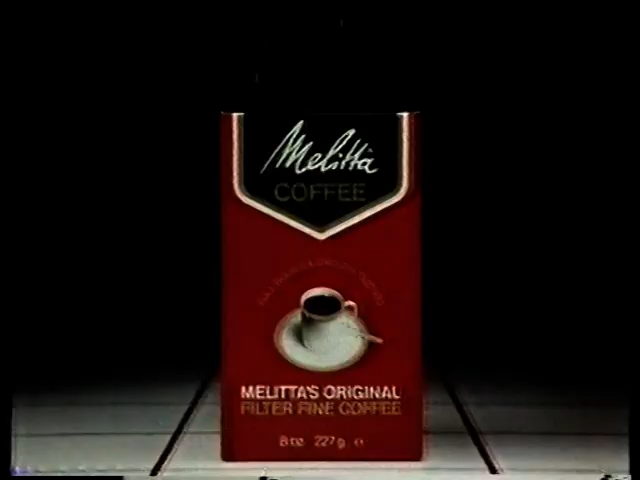 Melitta
COFFEE
MELITTA'S ORIGINAL
FILTER FINE COFFEE
8 oz 227g. e